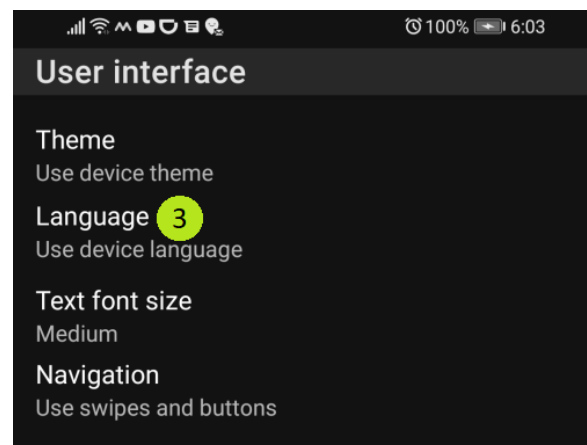 100% 6:03
User interface
Theme
Use device theme
Language 3
Use device language
Text font size
Medium
Navigation
Use swipes and buttons